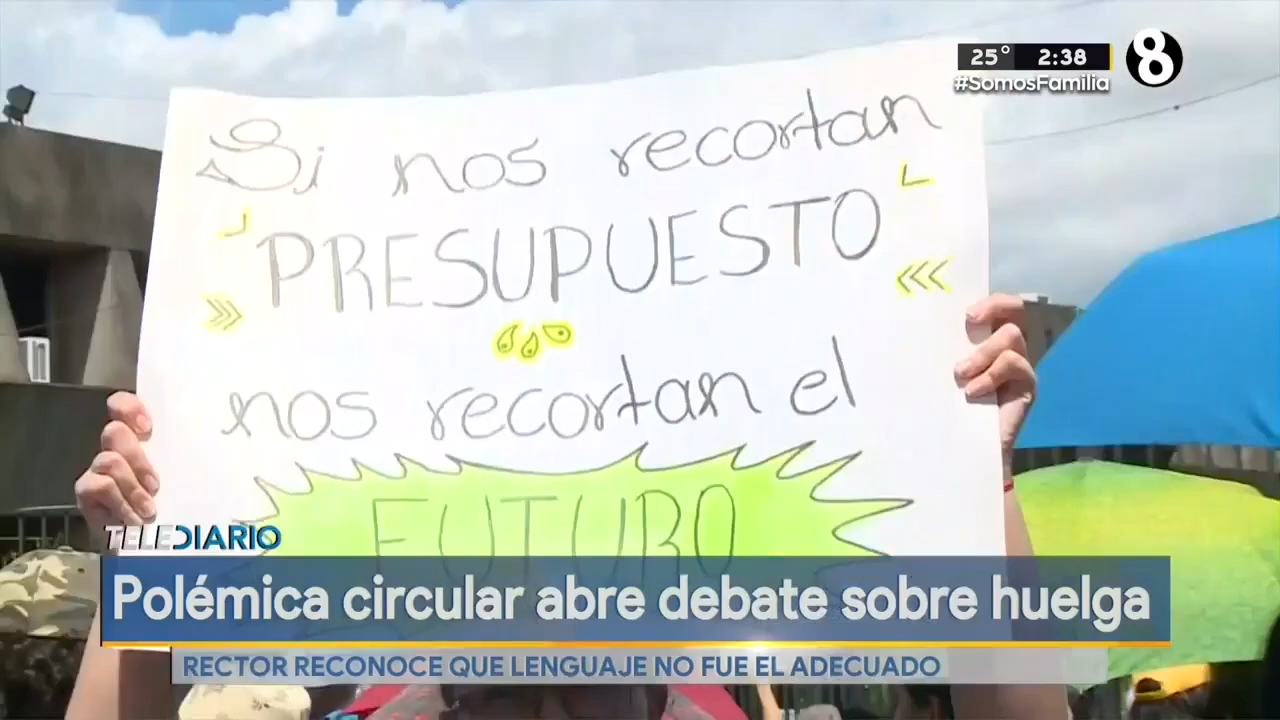 25° 2:38 8
#SomosFamilia
Si nos recortan
PRESUPUESTO
nos recortan el
FUTURO
TELEDIARIO
Polémica circular abre debate sobre huelga
RECTOR RECONOCE QUE LENGUAJE NO FUE EL ADECUADO